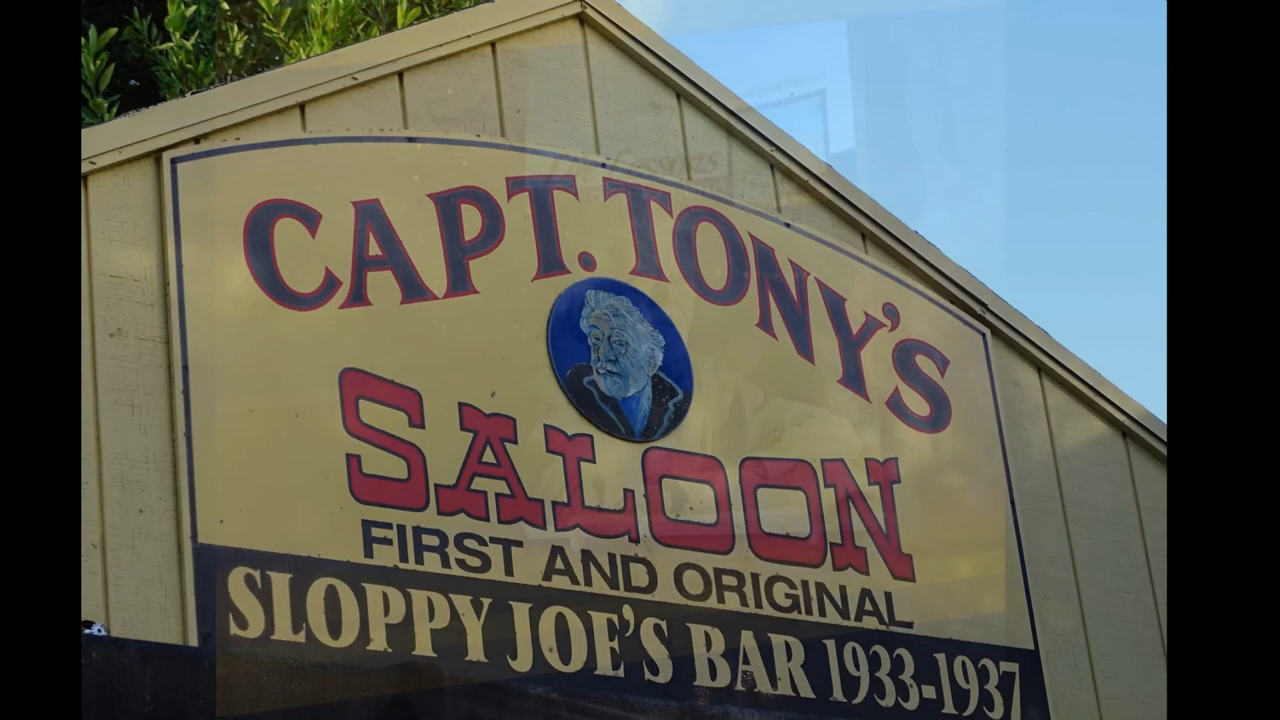 CAPT. TONY'S
SALOON
FIRST AND ORIGINAL
SLOPPY JOE'S BAR 1933-1937